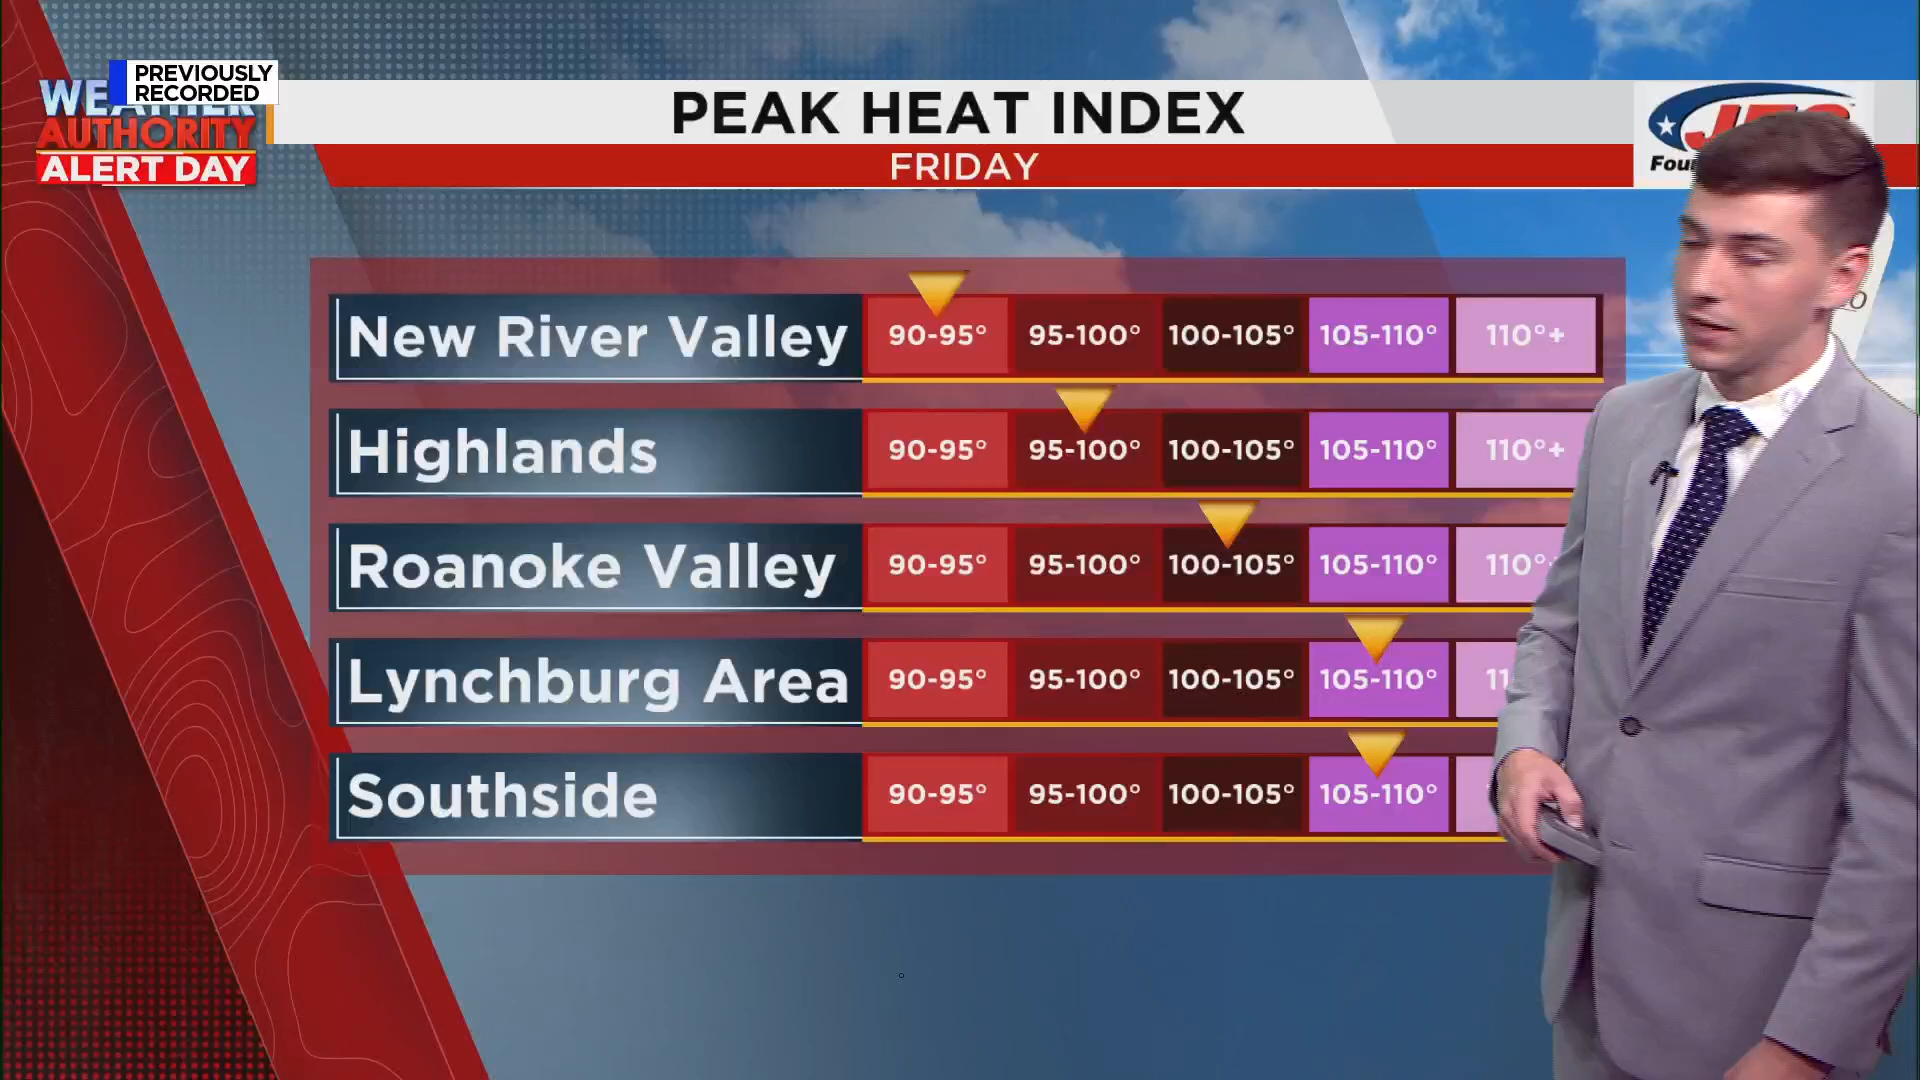 PREVIOUSLY
RECORDED
AUTHORITY
ALERT DAY
PEAK HEAT INDEX
FRIDAY
New River Valley 90-95° 95-100° 100-105° 105-110° 110°+
Highlands 90-95° 95-100° 100-105° 105-110° 110°+
Roanoke Valley 90-95° 95-100° 100-105° 105-110°
Lynchburg Area 90-95° 95-100° 100-105° 105-110°
Southside 90-95° 95-100° 100-105° 105-110°